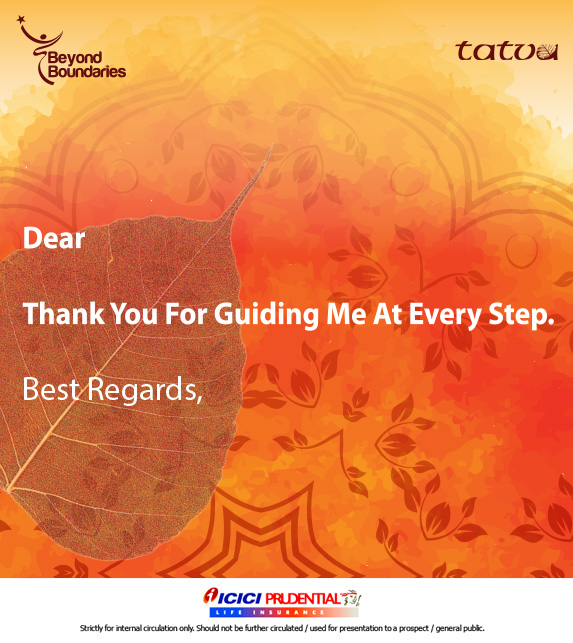 Beyond
Boundaries
tatva
Dear
Thank You For Guiding Me At Every Step.
Best Regards,
ICICI PRUDENTIAL
LIFE INSURANCE
Strictly for internal circulation only. Should not be further circulated / used for presentation to a prospect / general public.